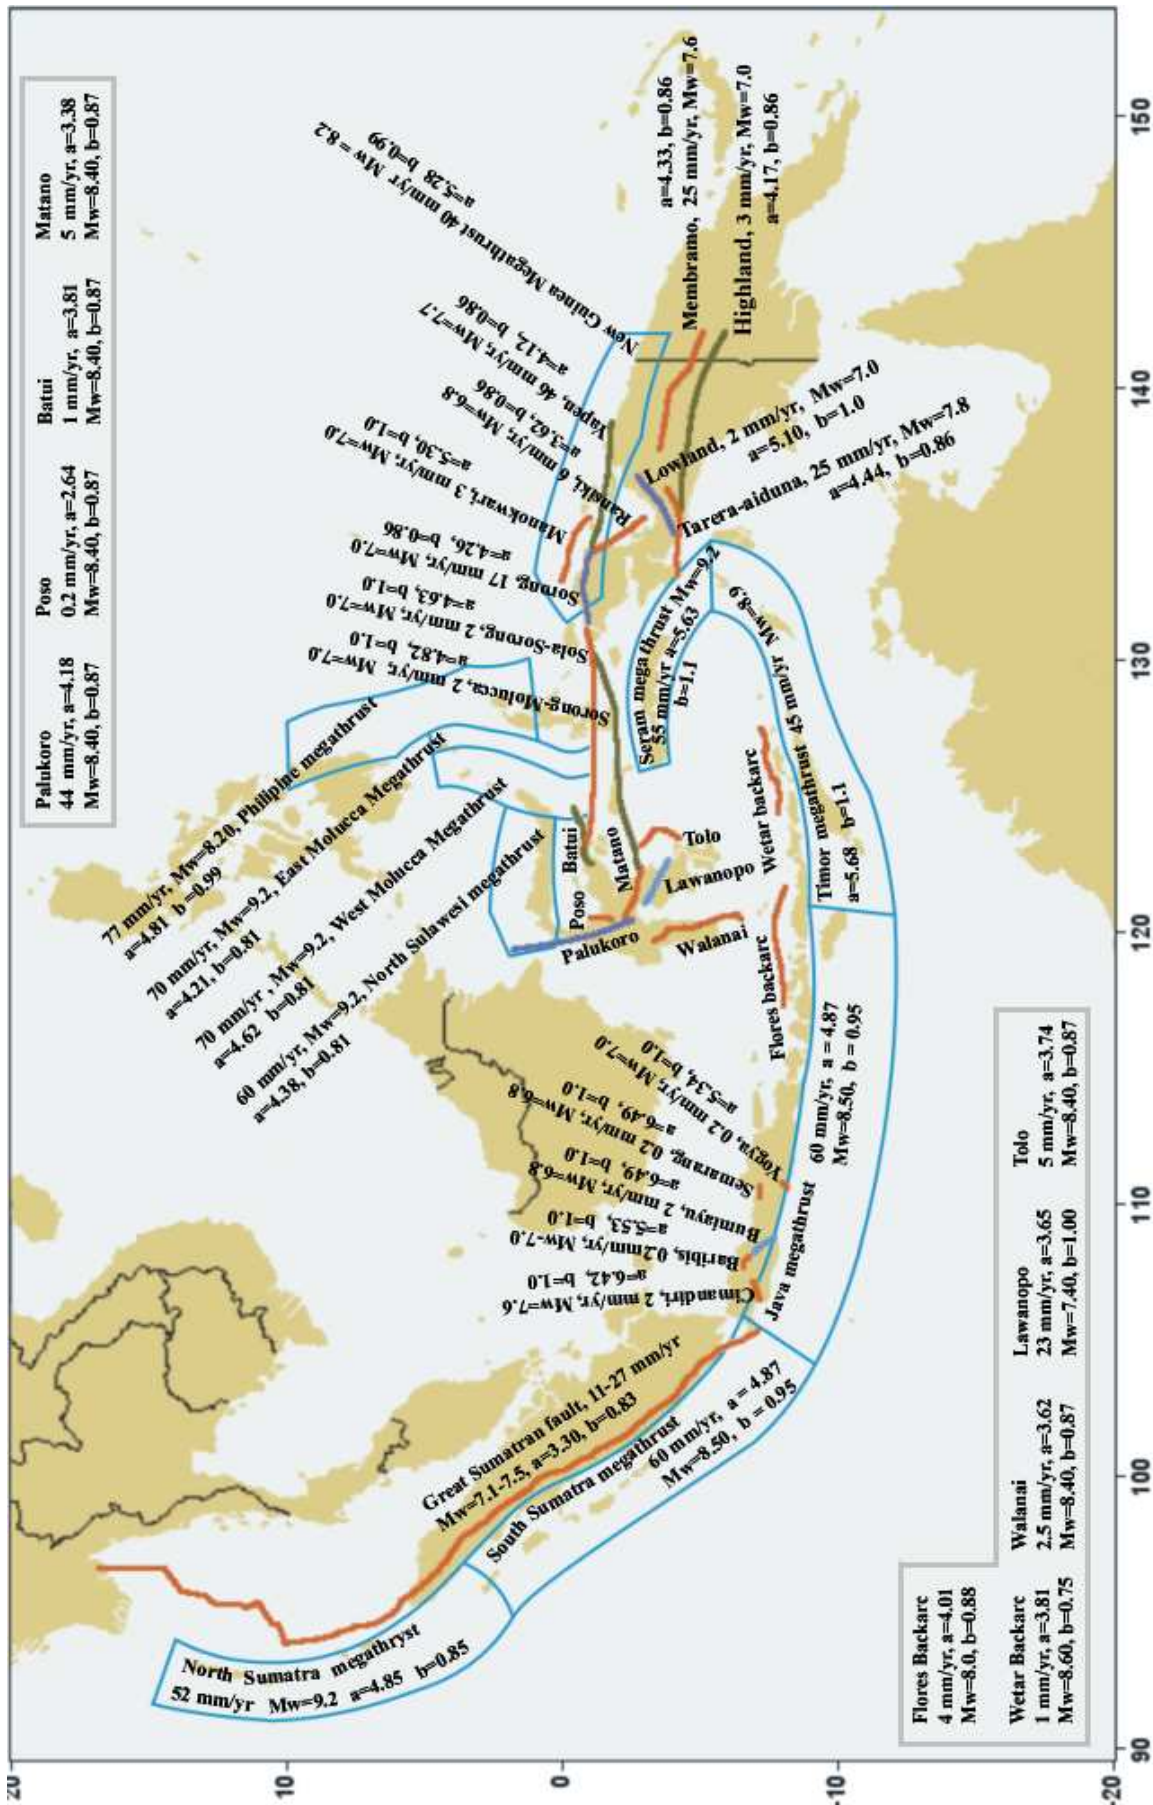 Palukoro
44 mm/yr, a=4.18
Mw=8.40, b=0.87
Poso
0.2 mm/yr, a=2.64
Mw=8.40, b=0.87
Batui
1 mm/yr, a=3.81
Mw=8.40, b=0.87
Matano
5 mm/yr, a=3.38
Mw=8.40, b=0.87
77 mm/yr, Mw=8.20, Philipine megathrust
a=4.81 b=0.99
70 mm/yr, Mw=9.2, East Molucca Megathrust
a=4.21, b=0.81
70 mm/yr , Mw=9.2, West Molucca Megathrust
a=4.62 b=0.81
60 mm/yr, Mw=9.2, North Sulawesi megathrust
a=4.38, b=0.81
Sorong-Molucca, 2 mm/yr, Mw=7.0
a=4.82, b=1.0
Sola-Sorong, 2 mm/yr, Mw=7.0
a=4.63, b=1.0
Sorong, 17 mm/yr, Mw=7.0
a=4.26, b=0.86
Manokwari, 3 mm/yr, Mw=7.0
a=5.30, b=1.0
Ransiki, 6 mm/yr, Mw=6.8
a=3.62, b=0.86
Yapen, 46 mm/yr, Mw=7.7
a=4.12, b=0.86
New Guinea Megathrust 40 mm/yr Mw = 8.2
a=5.28 b=0.99
a=4.33, b=0.86
Membramo, 25 mm/yr, Mw=7.6
Highland, 3 mm/yr, Mw=7.0
a=4.17, b=0.86
Lowland, 2 mm/yr, Mw=7.0
a=5.10, b=1.0
Tarera-aiduna, 25 mm/yr, Mw=7.8
a=4.44, b=0.86
Seram mega thrust Mw=9.2
55 mm/yr a=5.63
b=1.1
Timor megathrust 45 mm/yr Mw=8.9
a=5.68 b=1.1
Batui
Poso
Matano
Palukoro
Tolo
Lawanopo
Walanai
Wetar backarc
Flores backarc
Cimandiri, 2 mm/yr, Mw=7.6
a=6.42, b=1.0
Baribis, 0.2mm/yr, Mw-7.0
a=5.53, b=1.0
Bumiayu, 2 mm/yr, Mw=6.8
a=6.49, b=1.0
Semarang, 0.2 mm/yr, Mw=6.8
a=6.49, b=1.0
Yogya, 0.2 mm/yr, Mw=7.0
a=5.34, b=1.0
Java megathrust
60 mm/yr, a = 4.87
Mw=8.50, b = 0.95
Great Sumatran fault, 11-27 mm/yr
Mw=7.1-7.5, a=3.30, b=0.83
South Sumatra megathrust
60 mm/yr, a = 4.87
Mw=8.50, b = 0.95
North Sumatra megathryst
52 mm/yr Mw=9.2 a=4.85 b=0.85
Flores Backarc
4 mm/yr, a=4.01
Mw=8.0, b=0.88
Wetar Backarc
1 mm/yr, a=3.81
Mw=8.60, b=0.75
Walanai
2.5 mm/yr, a=3.62
Mw=8.40, b=0.87
Lawanopo
23 mm/yr, a=3.65
Mw=7.40, b=1.00
Tolo
5 mm/yr, a=3.74
Mw=8.40, b=0.87
20
10
0
-10
-20
90
100
110
120
130
140
150